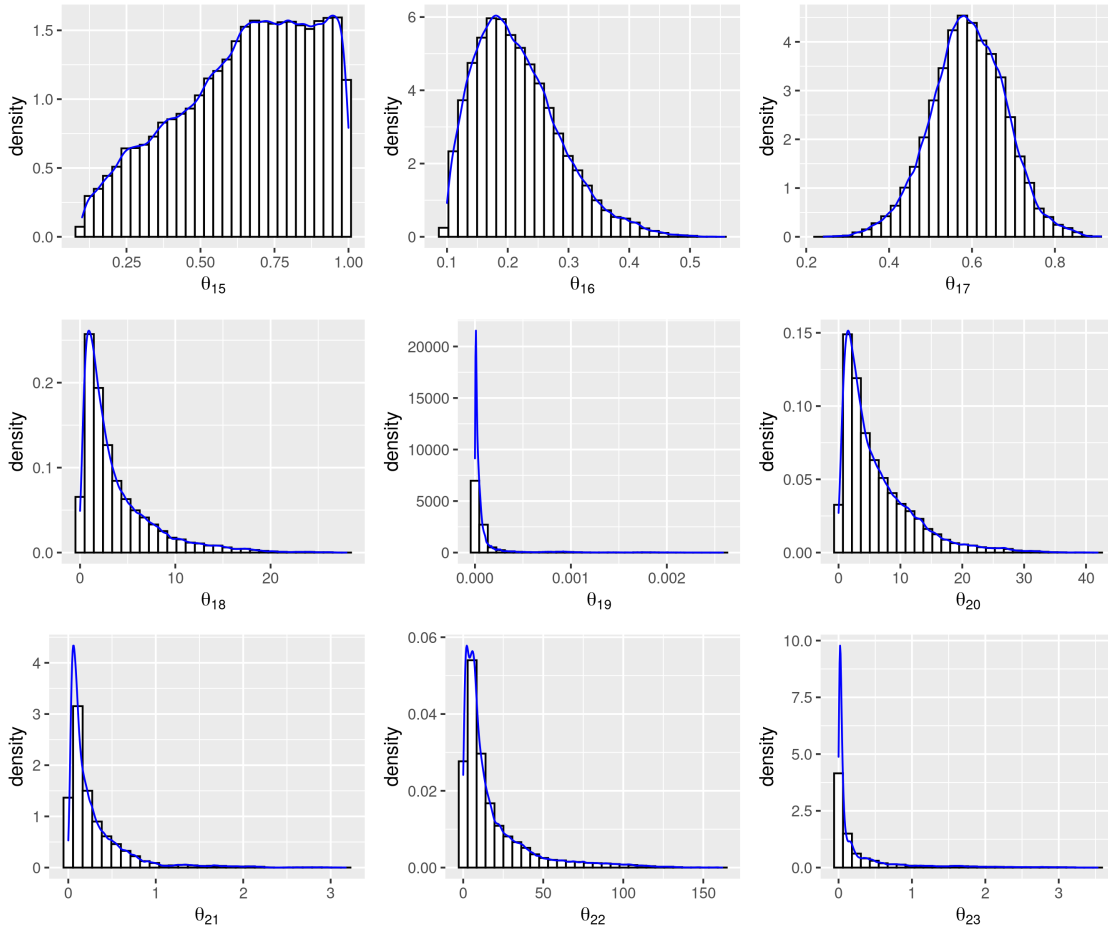 density
1.5
1.0
0.5
0.0
0.25 0.50 0.75 1.00
θ15
density
6
4
2
0
0.1 0.2 0.3 0.4 0.5
θ16
density
4
3
2
1
0
0.2 0.4 0.6 0.8
θ17
density
0.2
0.1
0.0
0 10 20
θ18
density
20000
15000
10000
5000
0
0.000 0.001 0.002
θ19
density
0.15
0.10
0.05
0.00
0 10 20 30 40
θ20
density
4
3
2
1
0
0 1 2 3
θ21
density
0.06
0.04
0.02
0.00
0 50 100 150
θ22
density
10.0
7.5
5.0
2.5
0.0
0 1 2 3
θ23